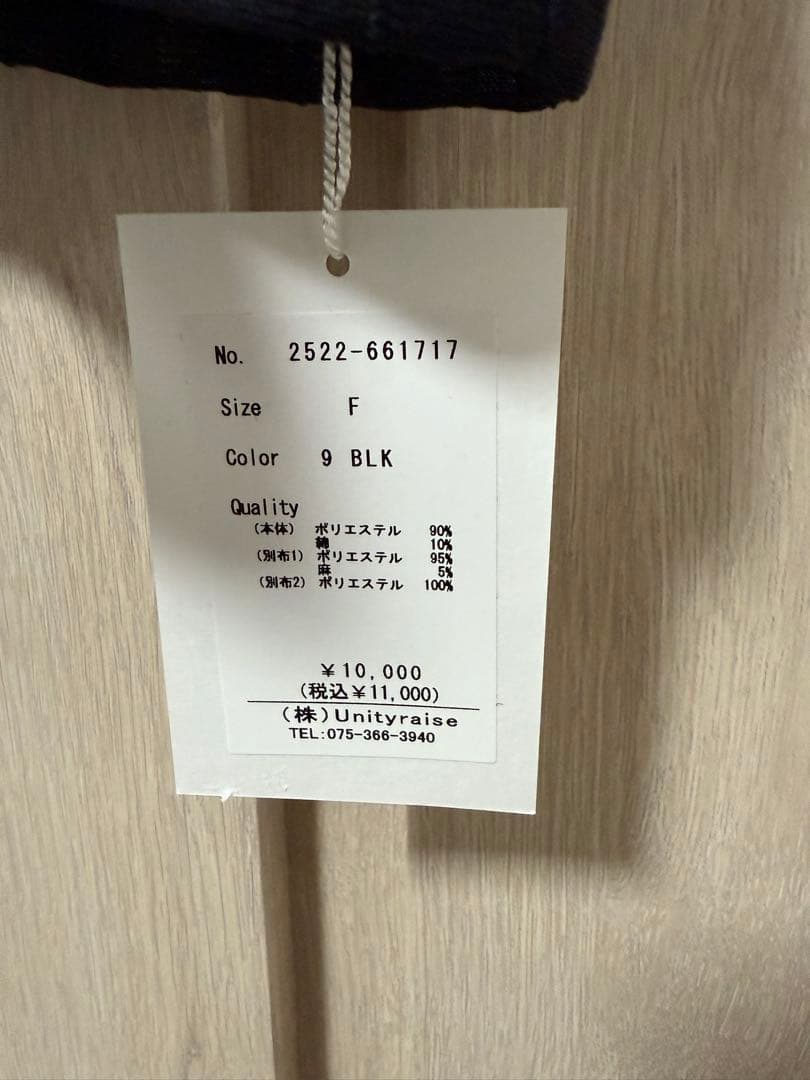 No. 2522-661717
Size F
Color 9 BLK
Quality
(本体) ポリエステル 90%
綿 10%
(別布1) ポリエステル 95%
麻 5%
(別布2) ポリエステル 100%
￥10,000
(税込￥11,000)
(株)Unityraise
TEL:075-366-3940